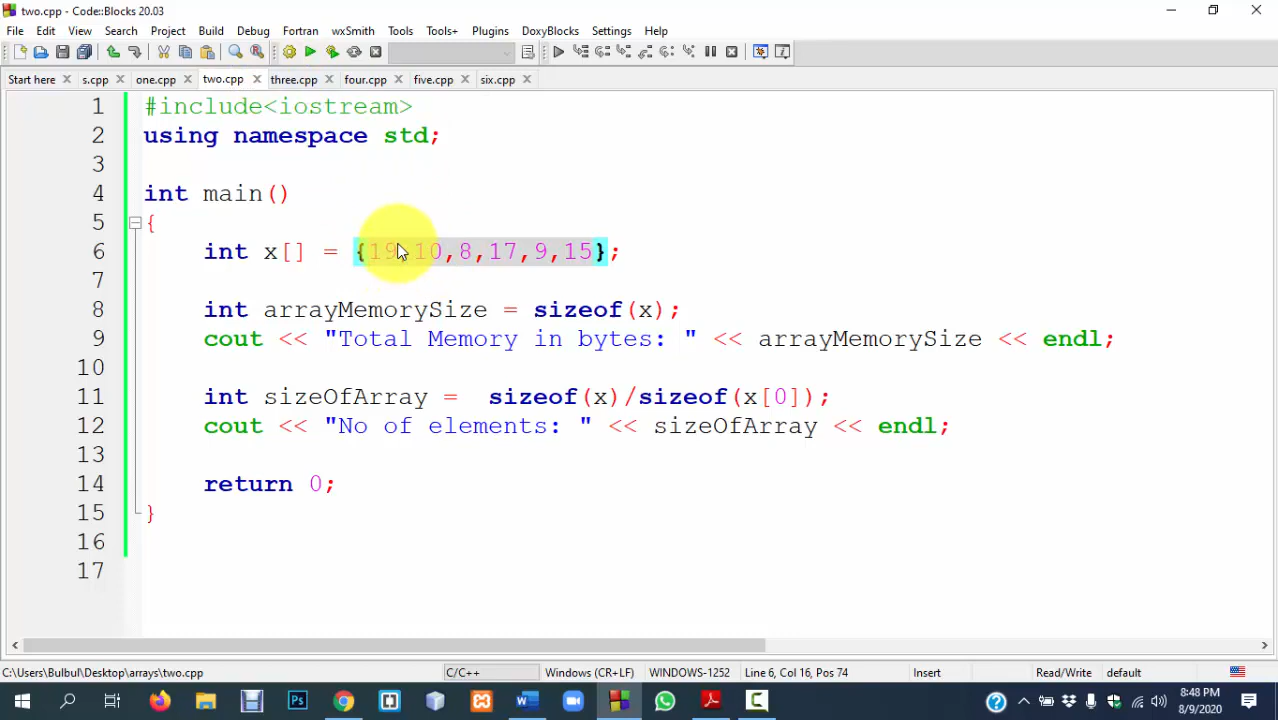 two.cpp - Code::Blocks 20.03
File Edit View Search Project Build Debug Fortran wxSmith Tools Tools+ Plugins DoxyBlocks Settings Help
Start here s.cpp one.cpp two.cpp three.cpp four.cpp five.cpp six.cpp
1 #include<iostream>
2 using namespace std;
3
4 int main()
5 {
6 int x[] = {19,10,8,17,9,15};
7
8 int arrayMemorySize = sizeof(x);
9 cout << "Total Memory in bytes: " << arrayMemorySize << endl;
10
11 int sizeOfArray = sizeof(x)/sizeof(x[0]);
12 cout << "No of elements: " << sizeOfArray << endl;
13
14 return 0;
15 }
16
17
C:\Users\Bulbul\Desktop\arrays\two.cpp C/C++ Windows (CR+LF) WINDOWS-1252 Line 6, Col 16, Pos 74 Insert Read/Write default
8:48 PM
8/9/2020